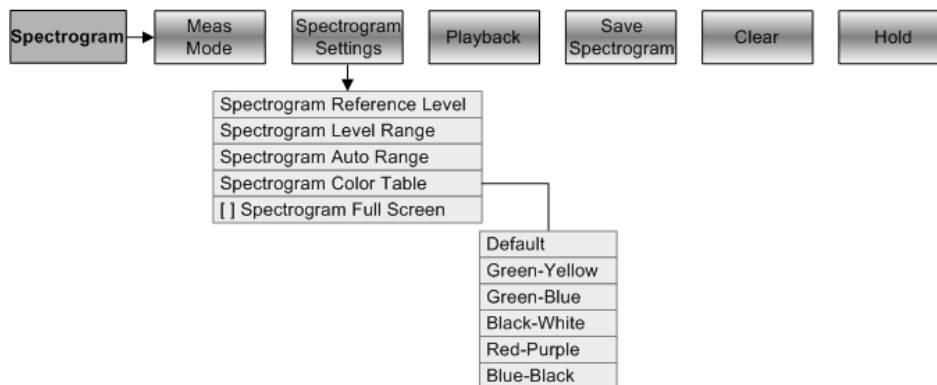 Spectrogram
Meas
Mode
Spectrogram
Settings
Playback
Save
Spectrogram
Clear
Hold
Spectrogram Reference Level
Spectrogram Level Range
Spectrogram Auto Range
Spectrogram Color Table
[ ] Spectrogram Full Screen
Default
Green-Yellow
Green-Blue
Black-White
Red-Purple
Blue-Black